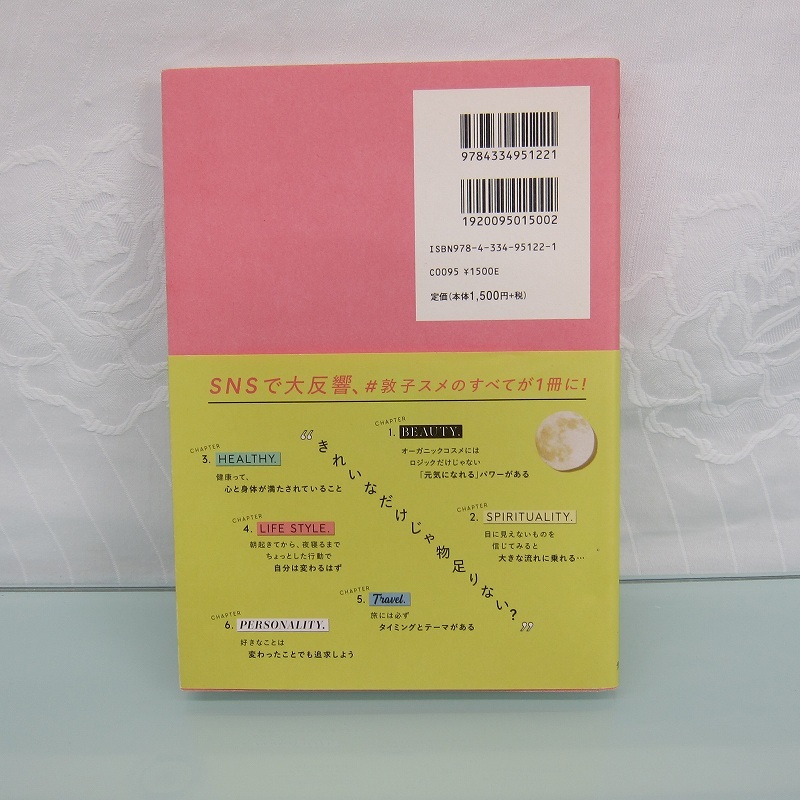 9784334951221
1920095015002
ISBN978-4-334-95122-1
C0095 ¥1500E
定価(本体1,500円+税)
SNSで大反響、#敦子スメのすべてが1冊に!
“きれいなだけじゃ物足りない?”
CHAPTER
1. BEAUTY.
オーガニックコスメには
ロジックだけじゃない
「元気になれる」パワーがある
CHAPTER
2. SPIRITUALITY.
目に見えないものを
信じてみると
大きな流れに乗れる…
CHAPTER
3. HEALTHY.
健康って、
心と身体が満たされていること
CHAPTER
4. LIFE STYLE.
朝起きてから、夜寝るまで
ちょっとした行動で
自分は変わるはず
CHAPTER
5. Travel.
旅には必ず
タイミングとテーマがある
CHAPTER
6. PERSONALITY.
好きなことは
変わったことでも追求しよう